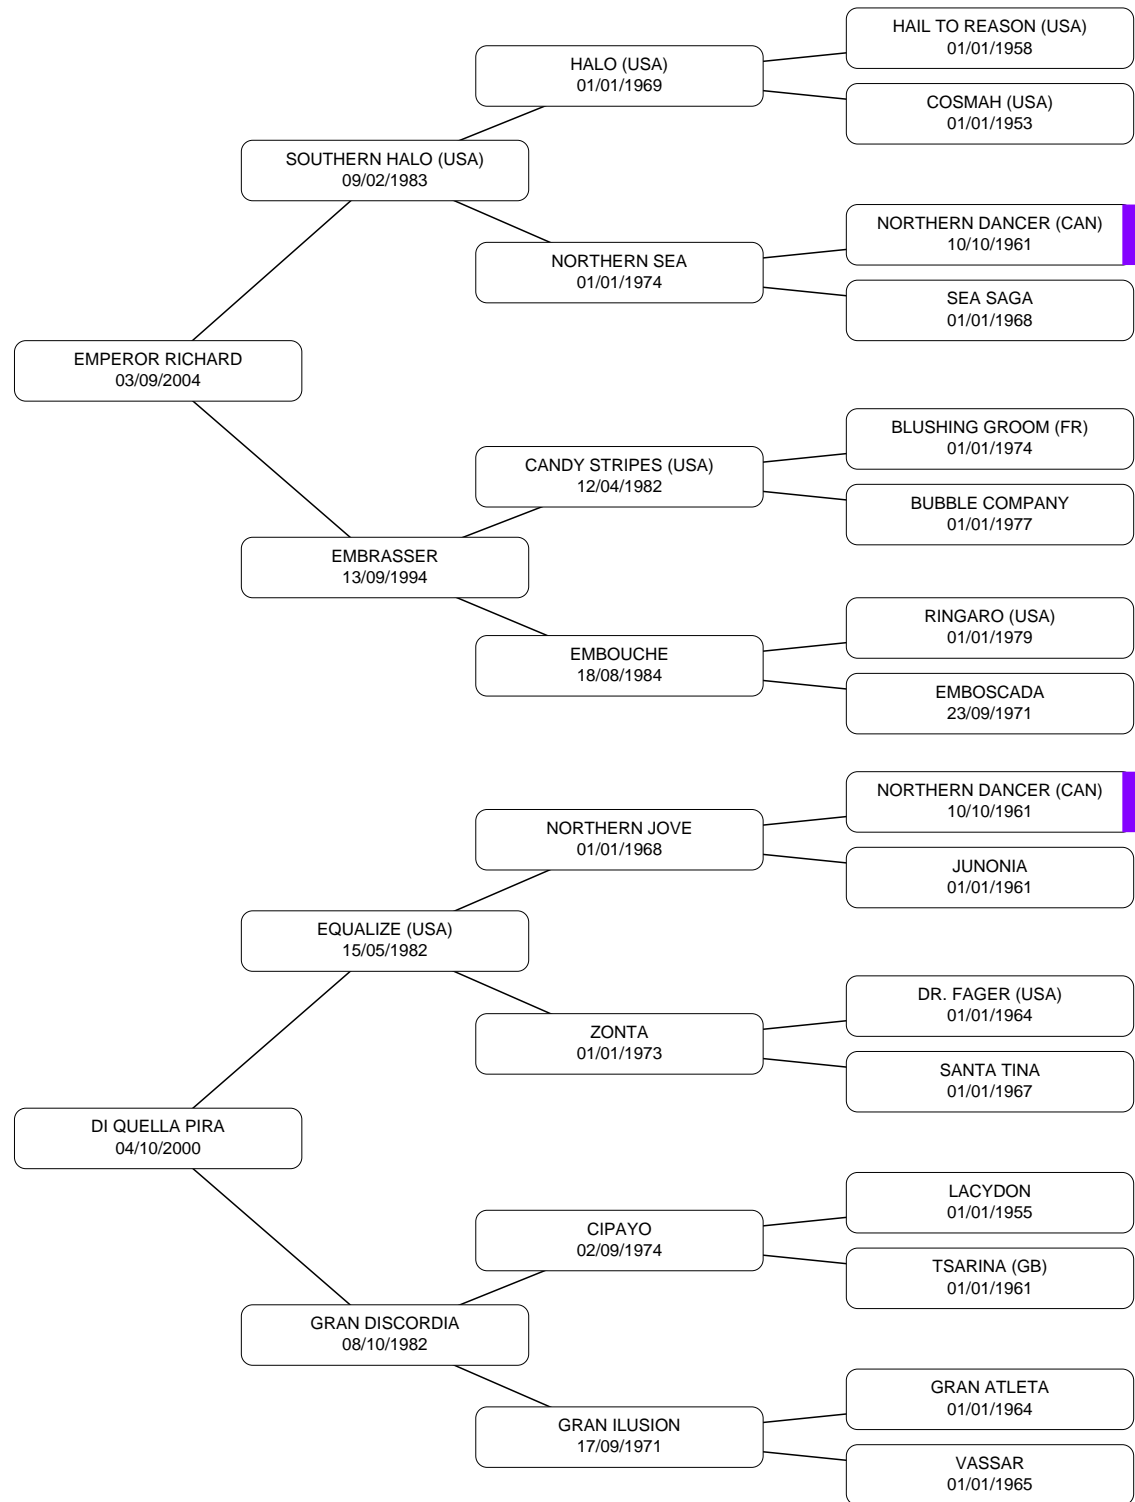 HAIL TO REASON (USA)
01/01/1958
HALO (USA)
01/01/1969
COSMAH (USA)
01/01/1953
SOUTHERN HALO (USA)
09/02/1983
NORTHERN DANCER (CAN)
10/10/1961
NORTHERN SEA
01/01/1974
SEA SAGA
01/01/1968
EMPEROR RICHARD
03/09/2004
BLUSHING GROOM (FR)
01/01/1974
CANDY STRIPES (USA)
12/04/1982
BUBBLE COMPANY
01/01/1977
EMBRASSER
13/09/1994
RINGARO (USA)
01/01/1979
EMBOUCHE
18/08/1984
EMBOSCADA
23/09/1971
NORTHERN DANCER (CAN)
10/10/1961
NORTHERN JOVE
01/01/1968
JUNONIA
01/01/1961
EQUALIZE (USA)
15/05/1982
DR. FAGER (USA)
01/01/1964
ZONTA
01/01/1973
SANTA TINA
01/01/1967
DI QUELLA PIRA
04/10/2000
LACYDON
01/01/1955
CIPAYO
02/09/1974
TSARINA (GB)
01/01/1961
GRAN DISCORDIA
08/10/1982
GRAN ATLETA
01/01/1964
GRAN ILUSION
17/09/1971
VASSAR
01/01/1965